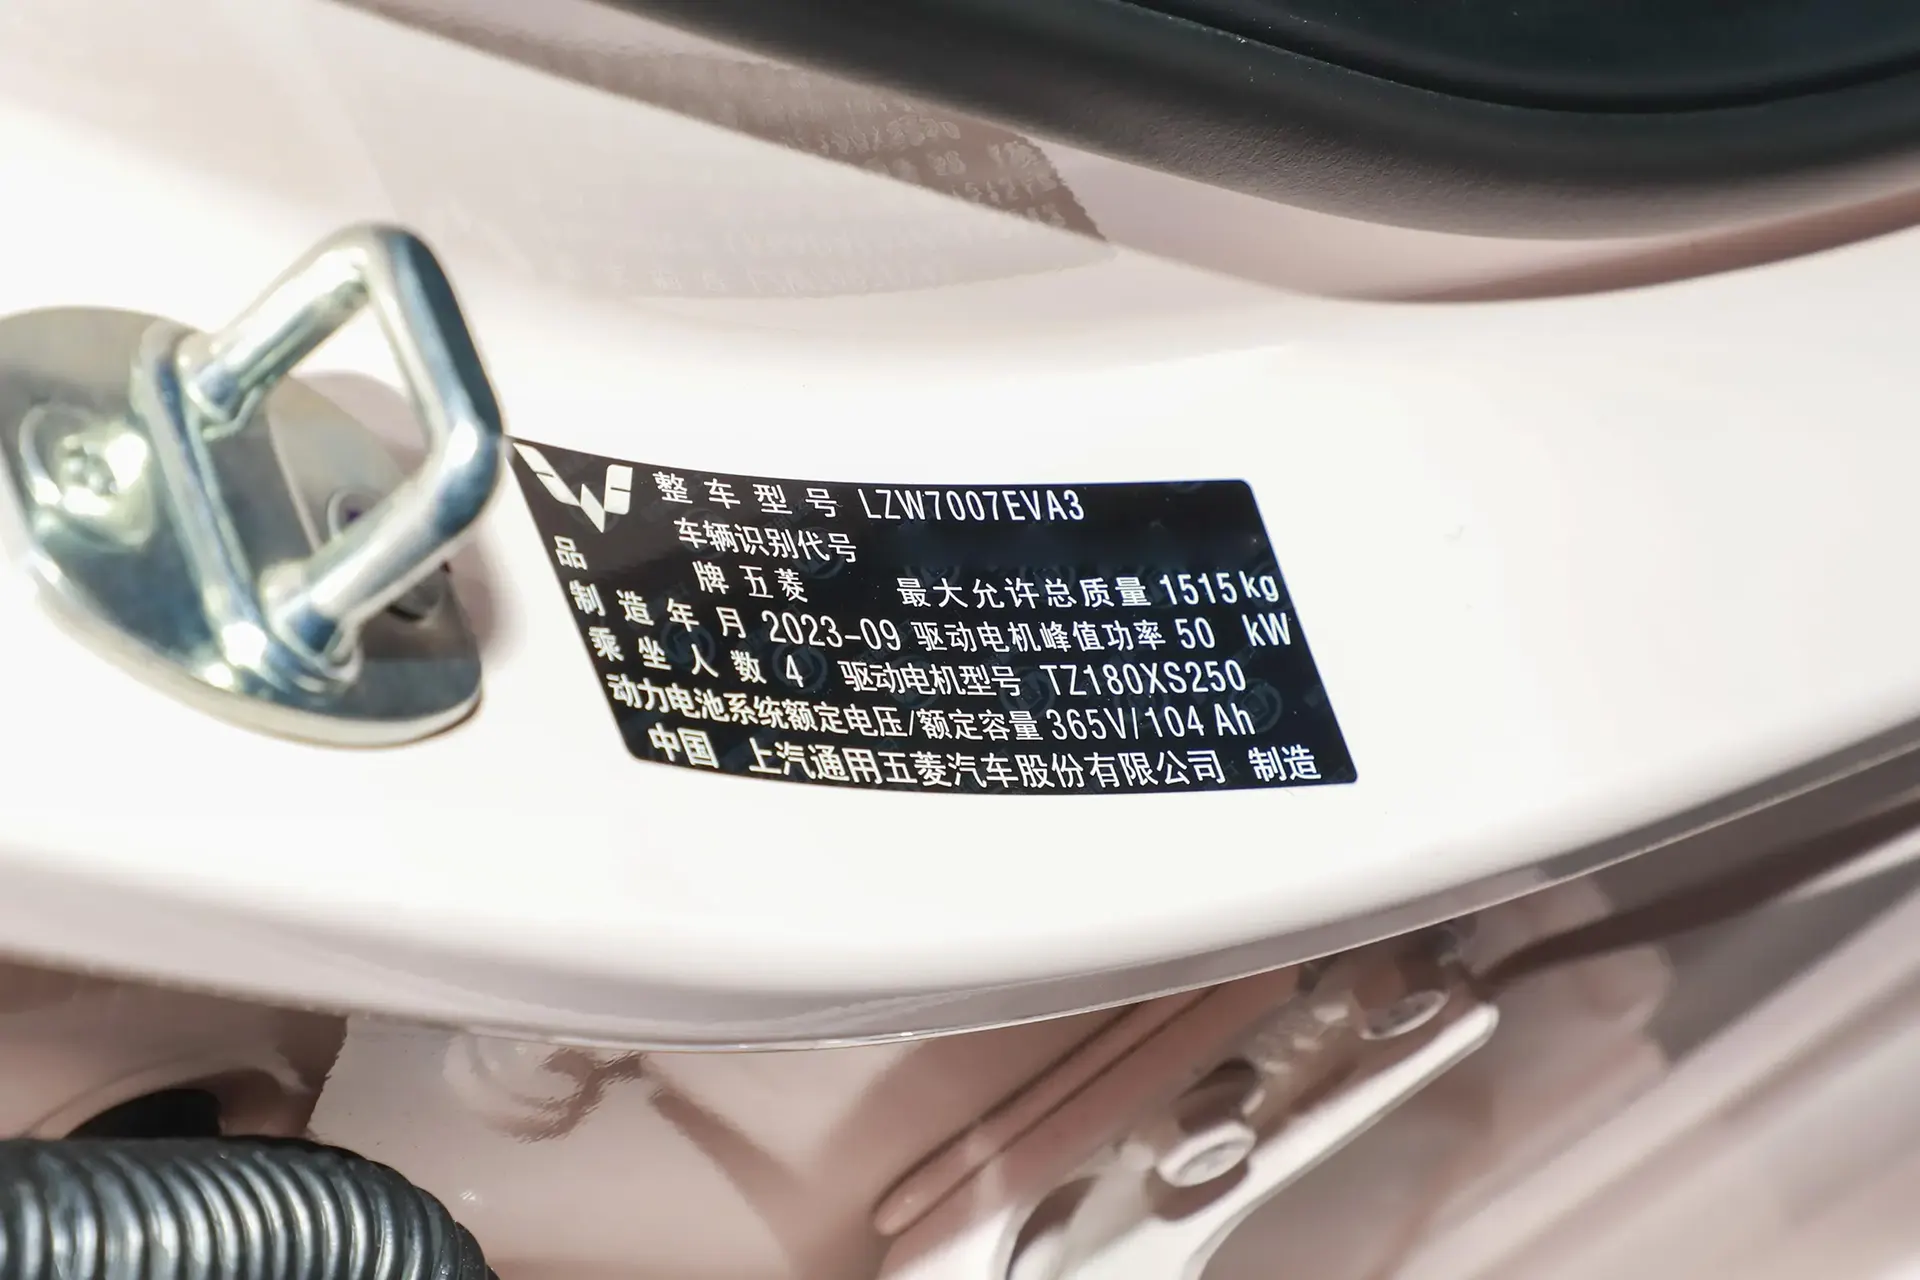 整车型号 LZW7007EVA3
车辆识别代号
品牌 五菱 最大允许总质量 1515kg
制造年月 2023-09 驱动电机峰值功率 50 kW
乘坐人数 4 驱动电机型号 TZ180XS250
动力电池系统额定电压/额定容量 365V/104 Ah
中国 上汽通用五菱汽车股份有限公司 制造